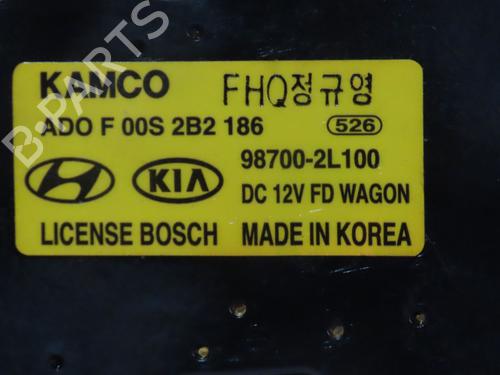 KAMCO FHQ정규영
ADO F 00S 2B2 186 526
98700-2L100
KIA DC 12V FD WAGON
LICENSE BOSCH MADE IN KOREA
B-PARTS